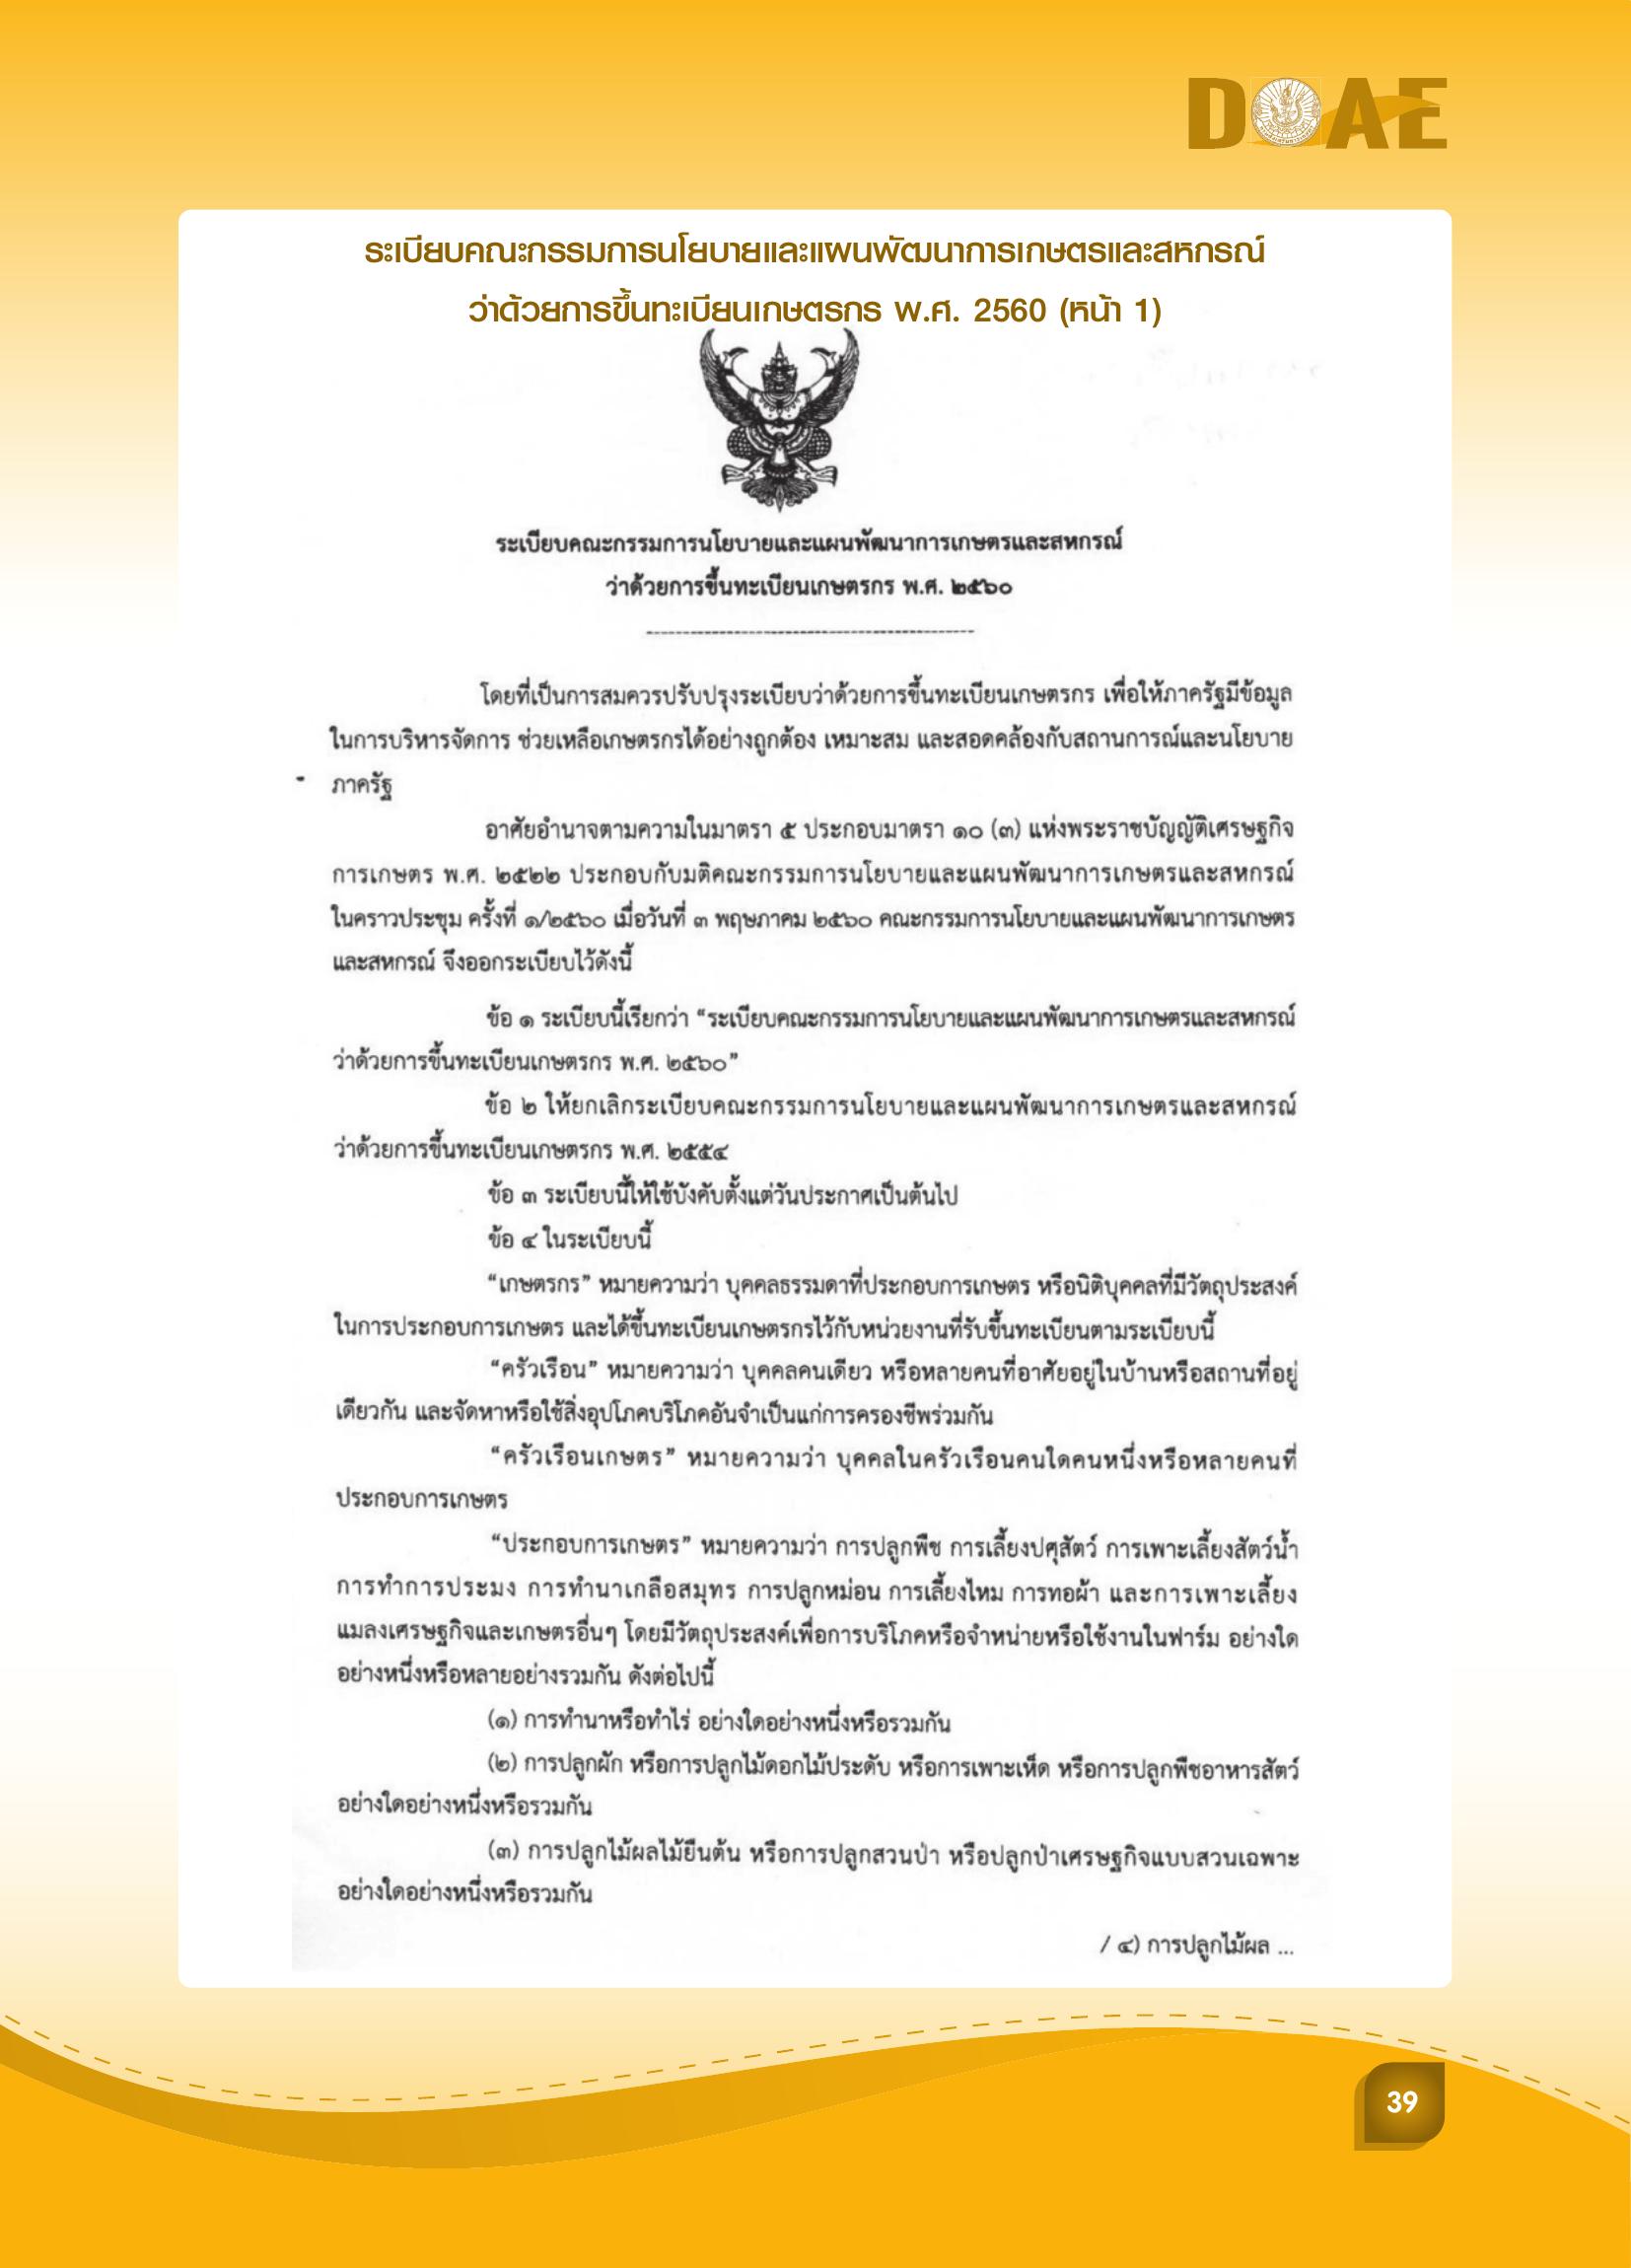 DOAE
ระเบียบคณะกรรมการนโยบายและแผนพัฒนาการเกษตรและสหกรณ์
ว่าด้วยการขึ้นทะเบียนเกษตรกร พ.ศ. 2560 (หน้า 1)
ระเบียบคณะกรรมการนโยบายและแผนพัฒนาการเกษตรและสหกรณ์
ว่าด้วยการขึ้นทะเบียนเกษตรกร พ.ศ. ๒๕๖๐
โดยที่เป็นการสมควรปรับปรุงระเบียบว่าด้วยการขึ้นทะเบียนเกษตรกร เพื่อให้ภาครัฐมีข้อมูล
ในการบริหารจัดการ ช่วยเหลือเกษตรกรได้อย่างถูกต้อง เหมาะสม และสอดคล้องกับสถานการณ์และนโยบาย
ภาครัฐ
อาศัยอำนาจตามความในมาตรา ๕ ประกอบมาตรา ๑๐ (๓) แห่งพระราชบัญญัติเศรษฐกิจ
การเกษตร พ.ศ. ๒๕๒๒ ประกอบกับมติคณะกรรมการนโยบายและแผนพัฒนาการเกษตรและสหกรณ์
ในคราวประชุม ครั้งที่ ๑/๒๕๖๐ เมื่อวันที่ ๓ พฤษภาคม ๒๕๖๐ คณะกรรมการนโยบายและแผนพัฒนาการเกษตร
และสหกรณ์ จึงออกระเบียบไว้ดังนี้
ข้อ ๑ ระเบียบนี้เรียกว่า “ระเบียบคณะกรรมการนโยบายและแผนพัฒนาการเกษตรและสหกรณ์
ว่าด้วยการขึ้นทะเบียนเกษตรกร พ.ศ. ๒๕๖๐”
ข้อ ๒ ให้ยกเลิกระเบียบคณะกรรมการนโยบายและแผนพัฒนาการเกษตรและสหกรณ์
ว่าด้วยการขึ้นทะเบียนเกษตรกร พ.ศ. ๒๕๕๔
ข้อ ๓ ระเบียบนี้ให้ใช้บังคับตั้งแต่วันประกาศเป็นต้นไป
ข้อ ๔ ในระเบียบนี้
“เกษตรกร” หมายความว่า บุคคลธรรมดาที่ประกอบการเกษตร หรือนิติบุคคลที่มีวัตถุประสงค์
ในการประกอบการเกษตร และได้ขึ้นทะเบียนเกษตรกรไว้กับหน่วยงานที่รับขึ้นทะเบียนตามระเบียบนี้
“ครัวเรือน” หมายความว่า บุคคลคนเดียว หรือหลายคนที่อาศัยอยู่ในบ้านหรือสถานที่อยู่
เดียวกัน และจัดหาหรือใช้สิ่งอุปโภคบริโภคอันจำเป็นแก่การครองชีพร่วมกัน
“ครัวเรือนเกษตร” หมายความว่า บุคคลในครัวเรือนคนใดคนหนึ่งหรือหลายคนที่
ประกอบการเกษตร
“ประกอบการเกษตร” หมายความว่า การปลูกพืช การเลี้ยงปศุสัตว์ การเพาะเลี้ยงสัตว์น้ำ
การทำการประมง การทำนาเกลือสมุทร การปลูกหม่อน การเลี้ยงไหม การทอผ้า และการเพาะเลี้ยง
แมลงเศรษฐกิจและเกษตรอื่นๆ โดยมีวัตถุประสงค์เพื่อการบริโภคหรือจำหน่ายหรือใช้งานในฟาร์ม อย่างใด
อย่างหนึ่งหรือหลายอย่างรวมกัน ดังต่อไปนี้
(๑) การทำนาหรือทำไร่ อย่างใดอย่างหนึ่งหรือรวมกัน
(๒) การปลูกผัก หรือการปลูกไม้ดอกไม้ประดับ หรือการเพาะเห็ด หรือการปลูกพืชอาหารสัตว์
อย่างใดอย่างหนึ่งหรือรวมกัน
(๓) การปลูกไม้ผลไม้ยืนต้น หรือการปลูกสวนป่า หรือปลูกป่าเศรษฐกิจแบบสวนเฉพาะ
อย่างใดอย่างหนึ่งหรือรวมกัน
/ ๔) การปลูกไม้ผล ...
39